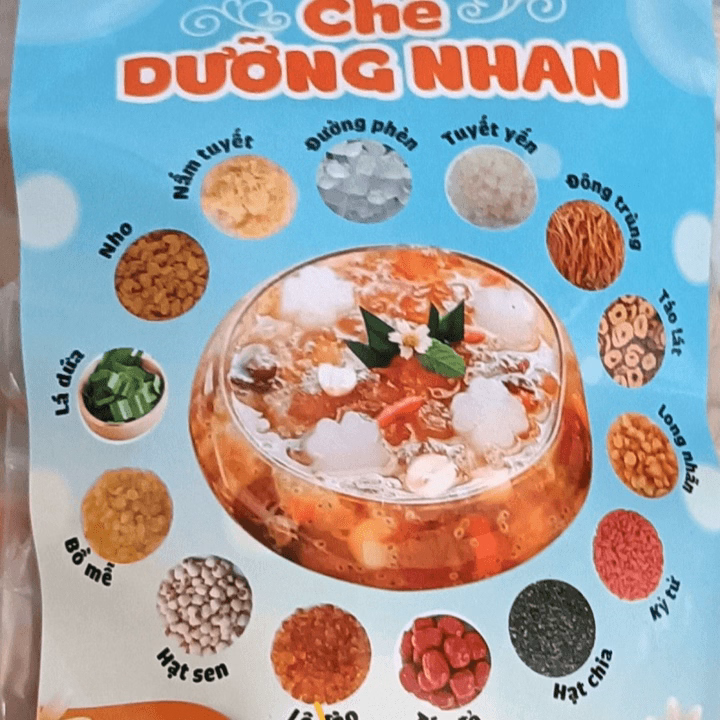 Chè
DƯỠNG NHAN
Nấm tuyết
Đường phèn
Tuyết yến
Đông trùng
Nho
Táo lát
Lá dứa
Long nhãn
Bồ mễ
Kỷ tử
Hạt sen
Hạt chia